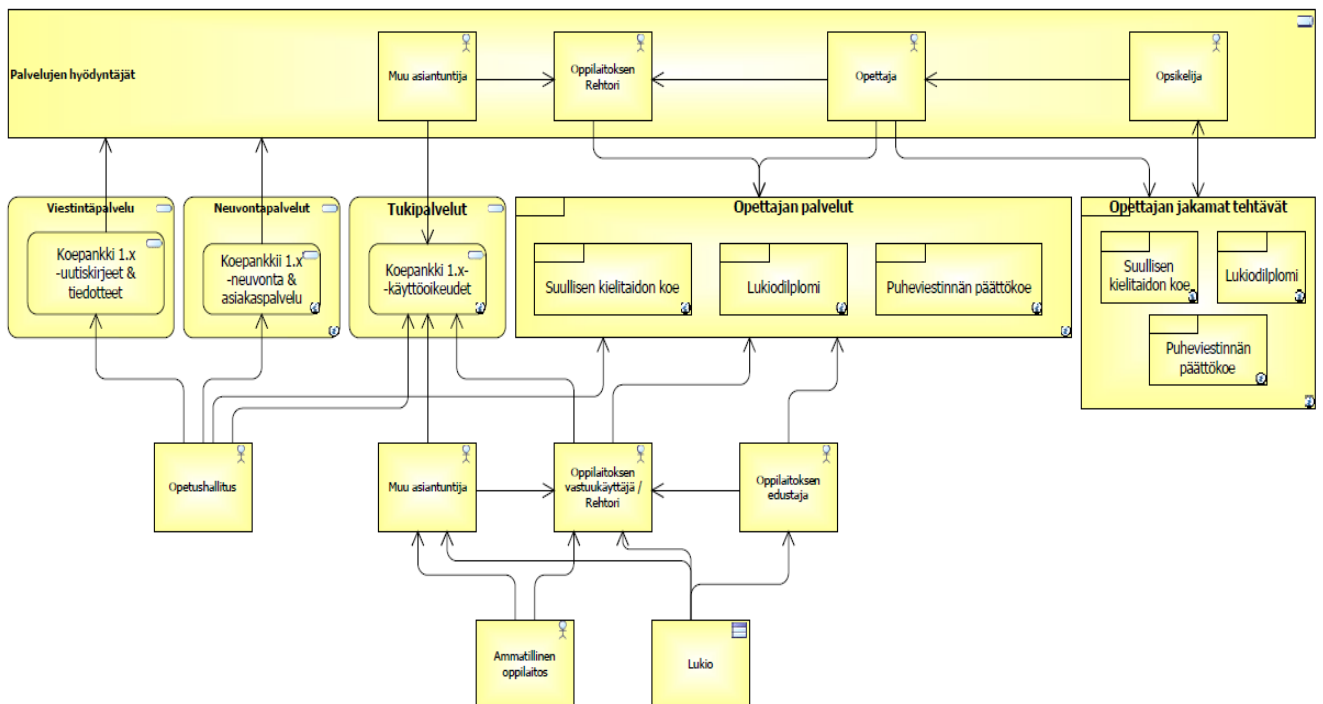 Palvelujen hyödyntäjät
Muu asiantuntija
Oppilaitoksen
Rehtori
Opettaja
Opsikelija
Viestintäpalvelu
Koepankki 1.x
-uutiskirjeet &
tiedotteet
Neuvontapalvelut
Koepankkii 1.x
-neuvonta &
asiakaspalvelu
Tukipalvelut
Koepankki 1.x-
-käyttöoikeudet
Opettajan palvelut
Suullisen kielitaidon koe
Lukiodilplomi
Puheviestinnän päättökoe
Opettajan jakamat tehtävät
Suullisen
kielitaidon koe
Lukiodilplomi
Puheviestinnän
päättökoe
Opetushallitus
Muu asiantuntija
Oppilaitoksen
vastuukäyttäjä /
Rehtori
Oppilaitoksen
edustaja
Ammatillinen
oppilaitos
Lukio